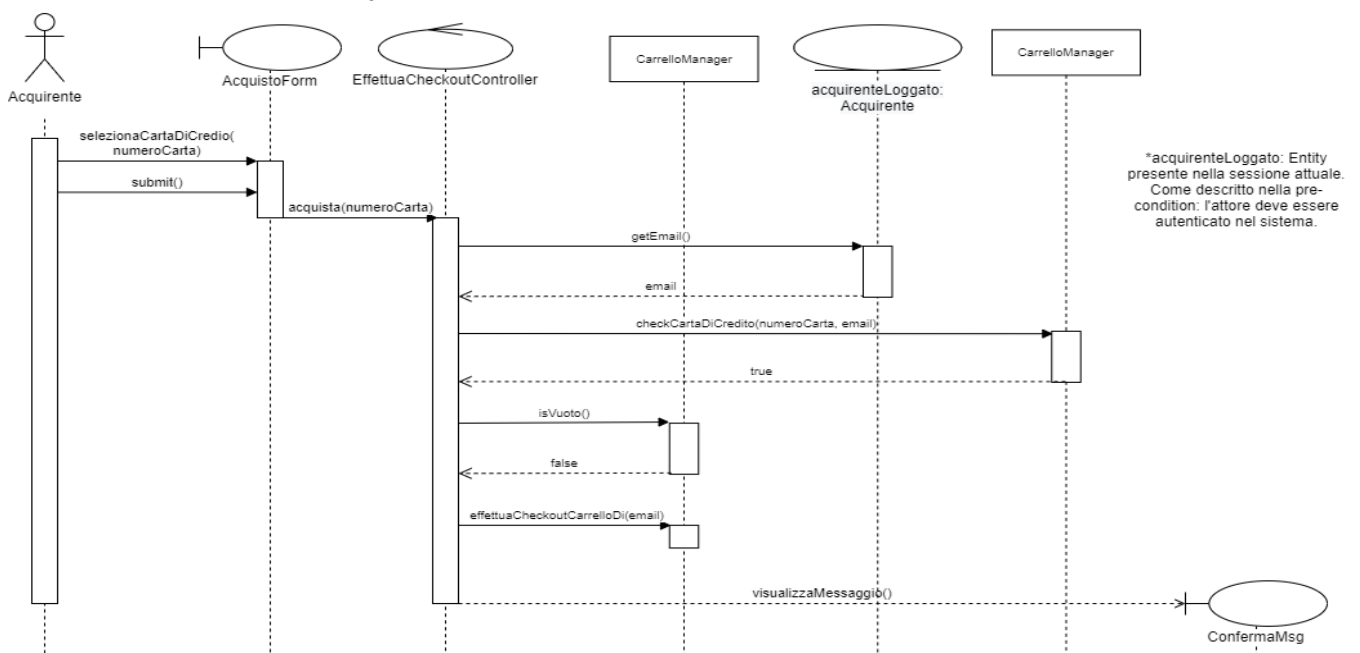 Acquirente
AcquistoForm
EffettuaCheckoutController
CarrelloManager
acquirenteLoggato:
Acquirente
CarrelloManager
selezionaCartaDiCredio(
numeroCarta)
submit()
acquista(numeroCarta)
*acquirenteLoggato: Entity
presente nella sessione attuale.
Come descritto nella pre-
condition: l'attore deve essere
autenticato nel sistema.
getEmail()
email
checkCartaDiCredito(numeroCarta, email)
true
isVuoto()
false
effettuaCheckoutCarrelloDi(email)
visualizzaMessaggio()
ConfermaMsg